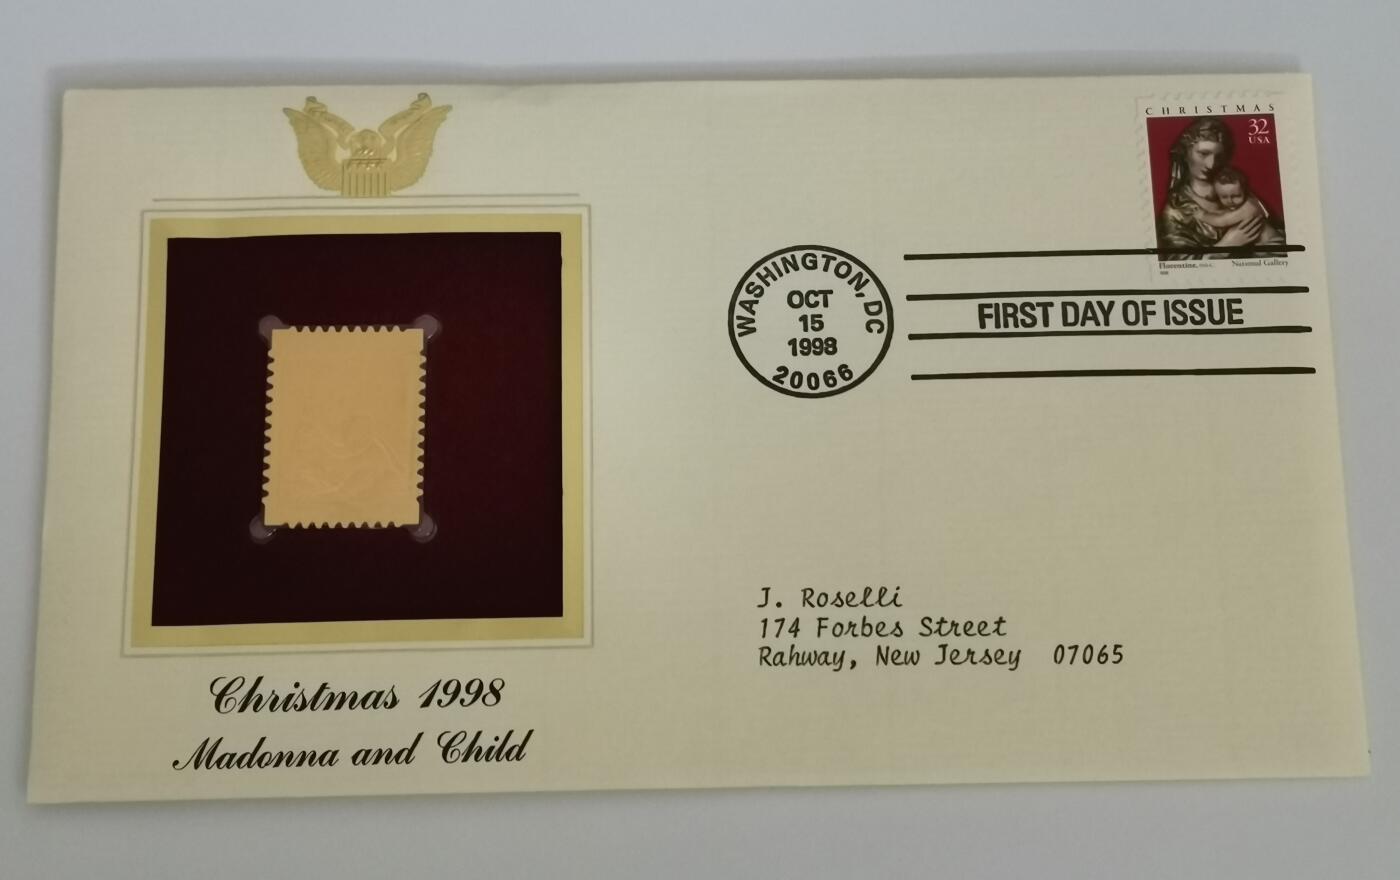 CHRISTMAS
32
USA
Florentine, National Gallery
WASHINGTON, DC
OCT
15
1998
20066
FIRST DAY OF ISSUE
J. Roselli
174 Forbes Street
Rahway, New Jersey 07065
Christmas 1998
Madonna and Child